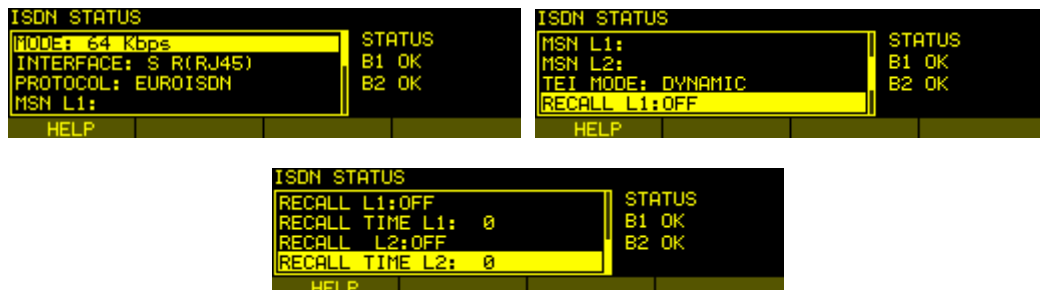 ISDN STATUS
MODE: 64 Kbps
INTERFACE: S R(RJ45)
PROTOCOL: EUROISDN
MSN L1:
STATUS
B1 OK
B2 OK
HELP
ISDN STATUS
MSN L1:
MSN L2:
TEI MODE: DYNAMIC
RECALL L1:OFF
STATUS
B1 OK
B2 OK
HELP
ISDN STATUS
RECALL L1:OFF
RECALL TIME L1: 0
RECALL L2:OFF
RECALL TIME L2: 0
STATUS
B1 OK
B2 OK
HELP